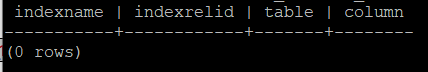 indexname | indexrelid | table | column
-----------+------------+-------+--------
(0 rows)